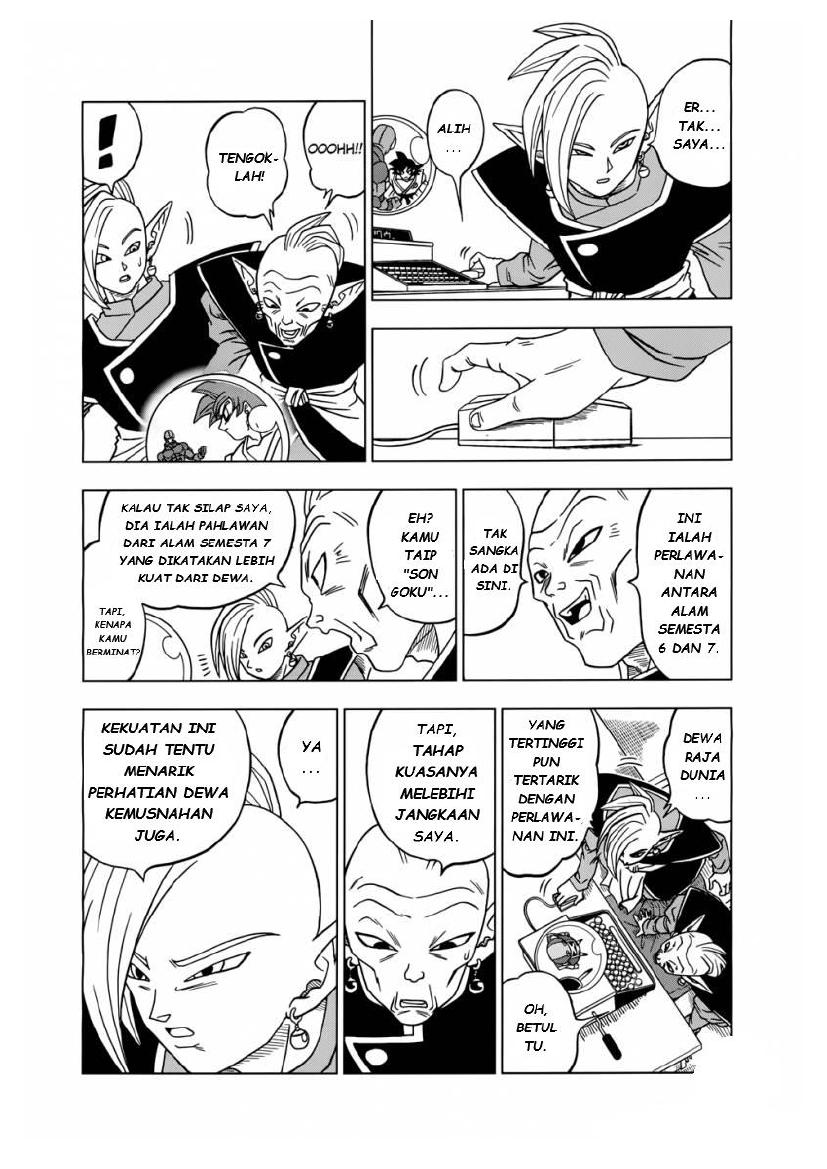 ER...
TAK...
SAYA...
ALIH
...
OOOHH!!
TENGOK-
LAH!
!
INI
IALAH
PERLAWA-
NAN
ANTARA
ALAM
SEMESTA
6 DAN 7.
TAK
SANGKA
ADA DI
SINI.
EH?
KAMU
TAIP
"SON
GOKU"...
KALAU TAK SILAP SAYA,
DIA IALAH PAHLAWAN
DARI ALAM SEMESTA 7
YANG DIKATAKAN LEBIH
KUAT DARI DEWA.
TAPI,
KENAPA
KAMU
BERMINAT?
DEWA
RAJA
DUNIA
...
YANG
TERTINGGI
PUN
TERTARIK
DENGAN
PERLAWA-
NAN INI.
OH,
BETUL
TU.
TAPI,
TAHAP
KUASANYA
MELEBIHI
JANGKAAN
SAYA.
YA
...
KEKUATAN INI
SUDAH TENTU
MENARIK
PERHATIAN DEWA
KEMUSNAHAN
JUGA.